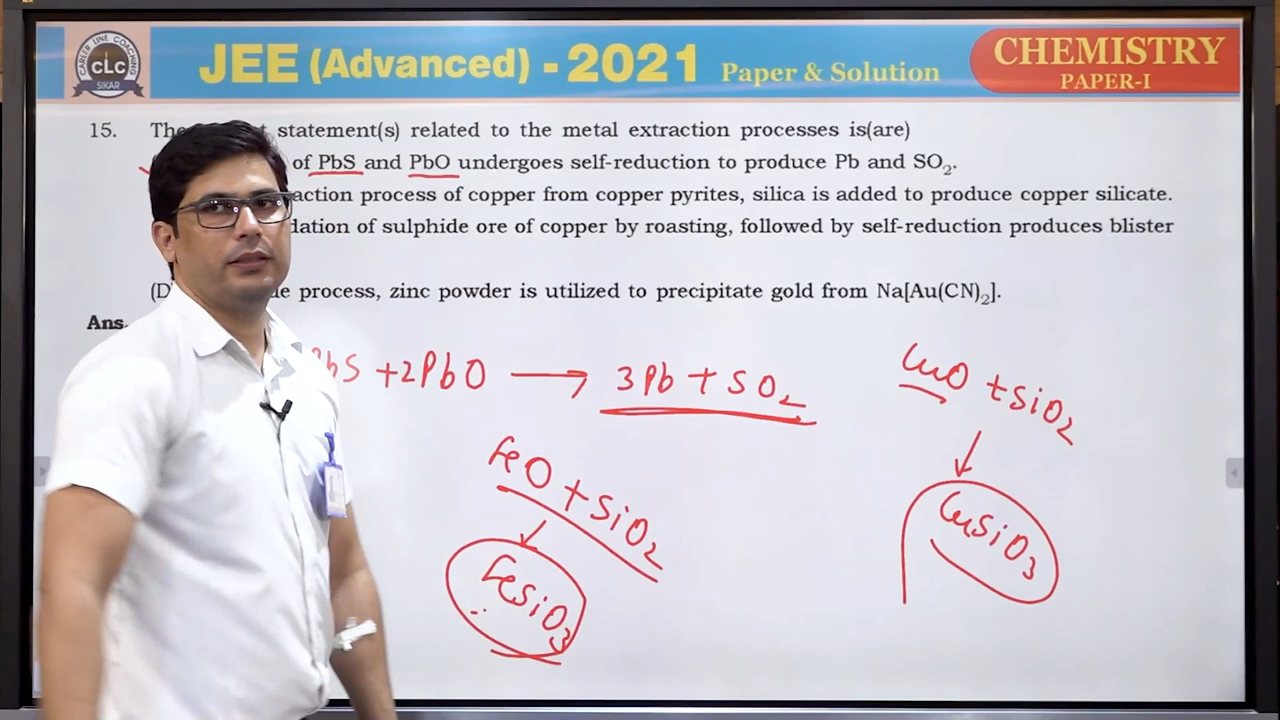 CAREER LINE COACHING
CLC
SIKAR
JEE (Advanced) - 2021 Paper & Solution
CHEMISTRY
PAPER-I
15. statement(s) related to the metal extraction processes is(are)
of PbS and PbO undergoes self-reduction to produce Pb and SO₂.
process of copper from copper pyrites, silica is added to produce copper silicate.
of sulphide ore of copper by roasting, followed by self-reduction produces blister
(D process, zinc powder is utilized to precipitate gold from Na[Au(CN)₂].
Ans.
PbS + 2PbO → 3Pb + SO₂
CuO + SiO₂
↓
CuSiO₃
FeO + SiO₂
↓
FeSiO₃